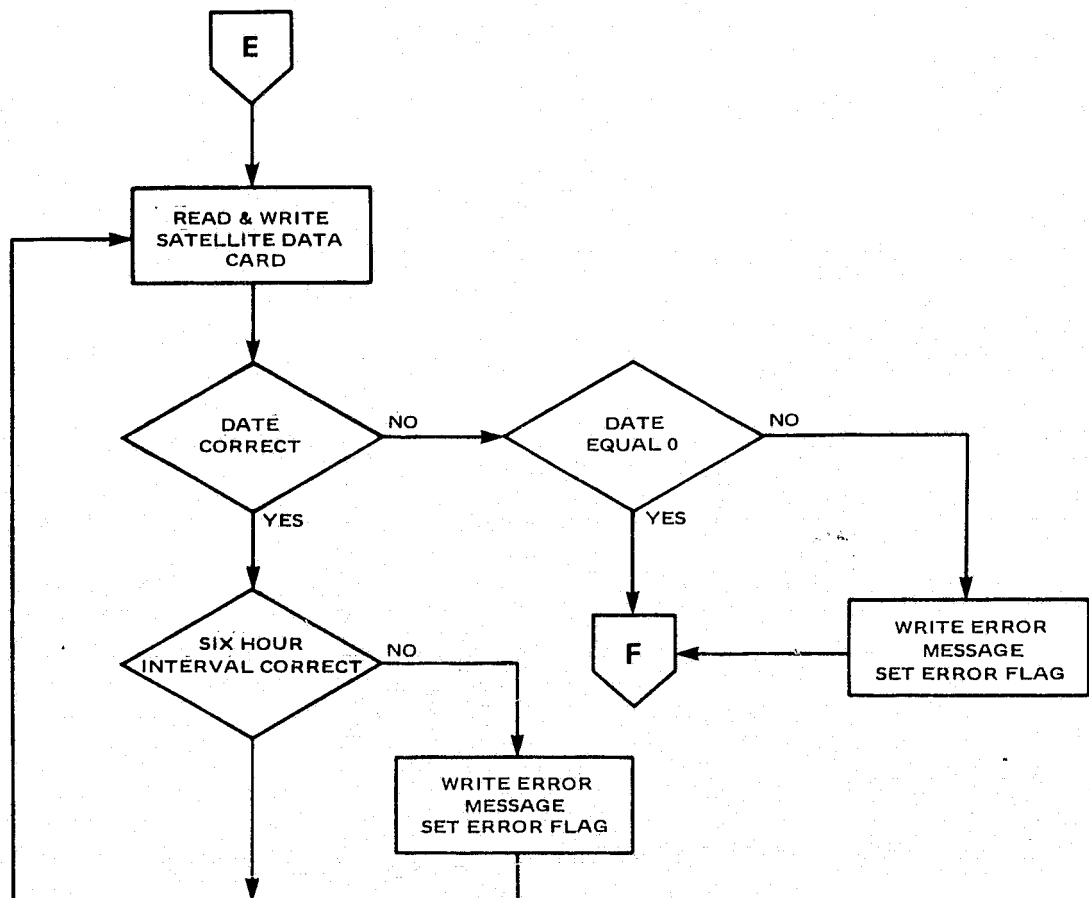 E
READ & WRITE
SATELLITE DATA
CARD
DATE
CORRECT
NO
DATE
EQUAL 0
NO
YES
YES
SIX HOUR
INTERVAL CORRECT
NO
F
WRITE ERROR
MESSAGE
SET ERROR FLAG
WRITE ERROR
MESSAGE
SET ERROR FLAG